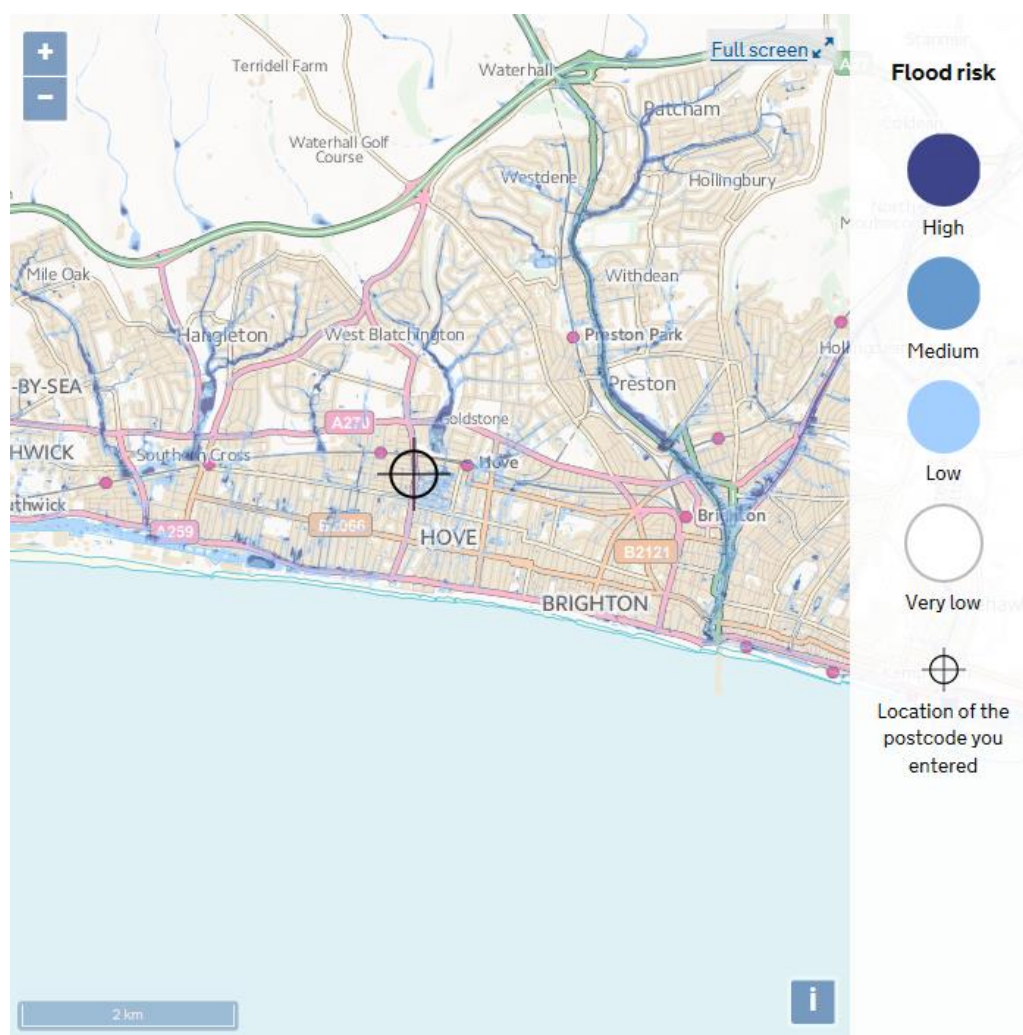 +
−
Full screen
Flood risk
High
Medium
Low
Very low
Location of the
postcode you
entered
Terridell Farm
Waterhall
Patcham
Waterhall Golf
Course
Westdene
Hollingbury
Mile Oak
Withdean
Hangleton
West Blatchington
Preston Park
Preston
-BY-SEA
A270
Goldstone
HWICK
Southern Cross
Hove
uthwick
A259
B2066
HOVE
Brighton
B2121
BRIGHTON
2 km
i